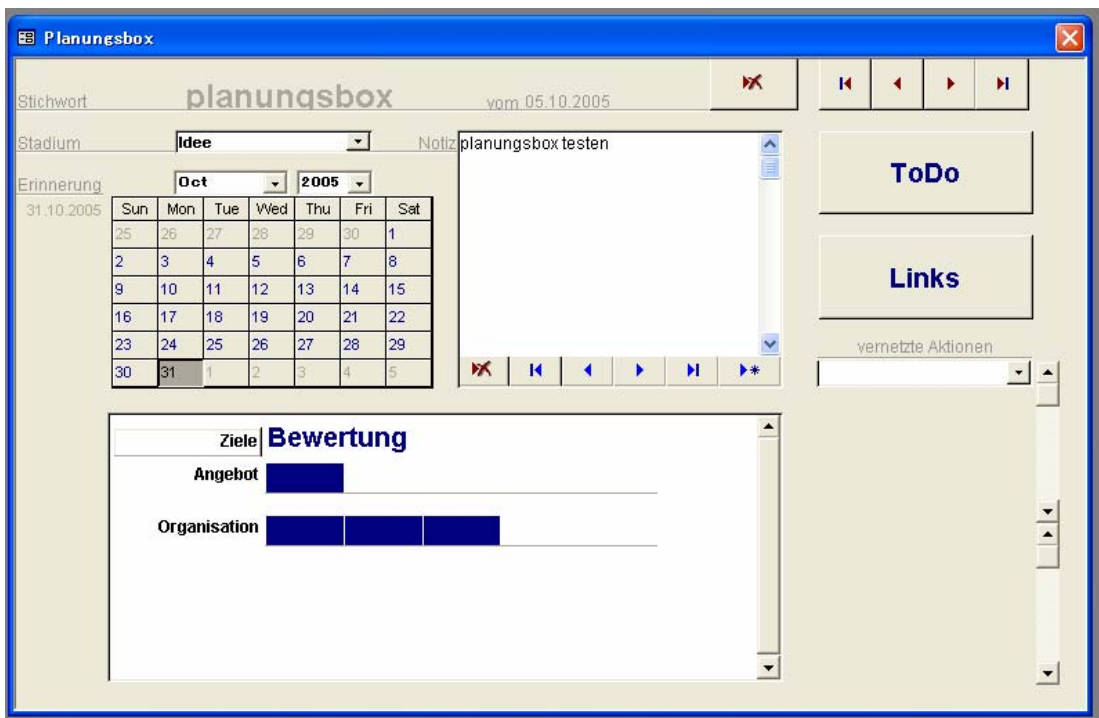 Planungsbox
Stichwort planungsbox vom 05.10.2005
Stadium Idee Notiz planungsbox testen
ToDo
Erinnerung Oct 2005
31.10.2005 Sun Mon Tue Wed Thu Fri Sat
25 26 27 28 29 30 1
2 3 4 5 6 7 8
Links
9 10 11 12 13 14 15
16 17 18 19 20 21 22
23 24 25 26 27 28 29
vernetzte Aktionen
30 31 1 2 3 4 5
Ziele Bewertung
Angebot
Organisation